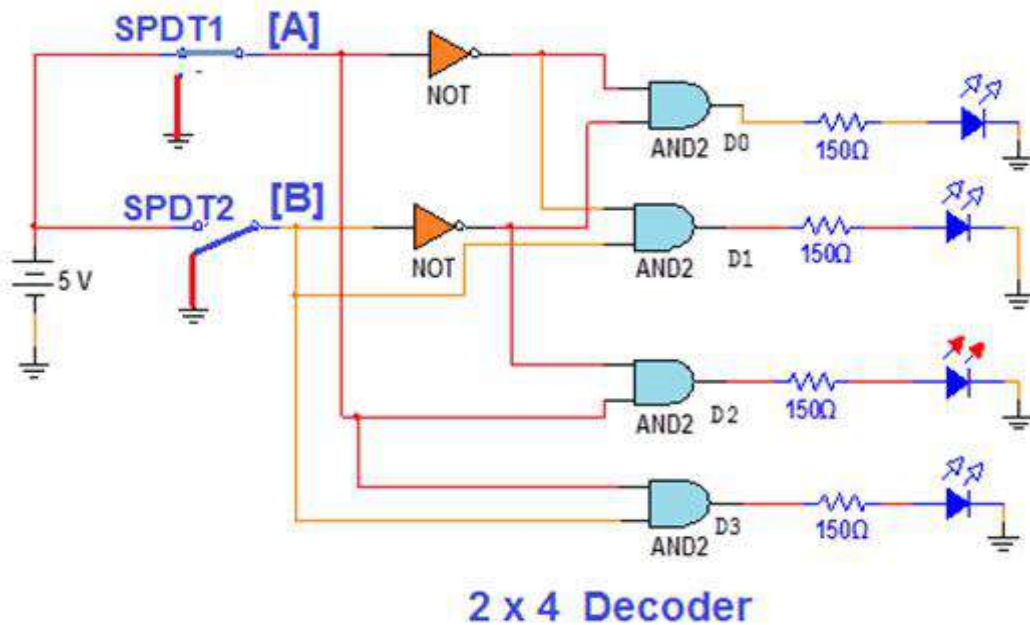 SPDT1 [A]
NOT
AND2 D0
150Ω
SPDT2 [B]
5 V
NOT
AND2 D1
150Ω
AND2 D2
150Ω
AND2 D3
150Ω
2 x 4 Decoder